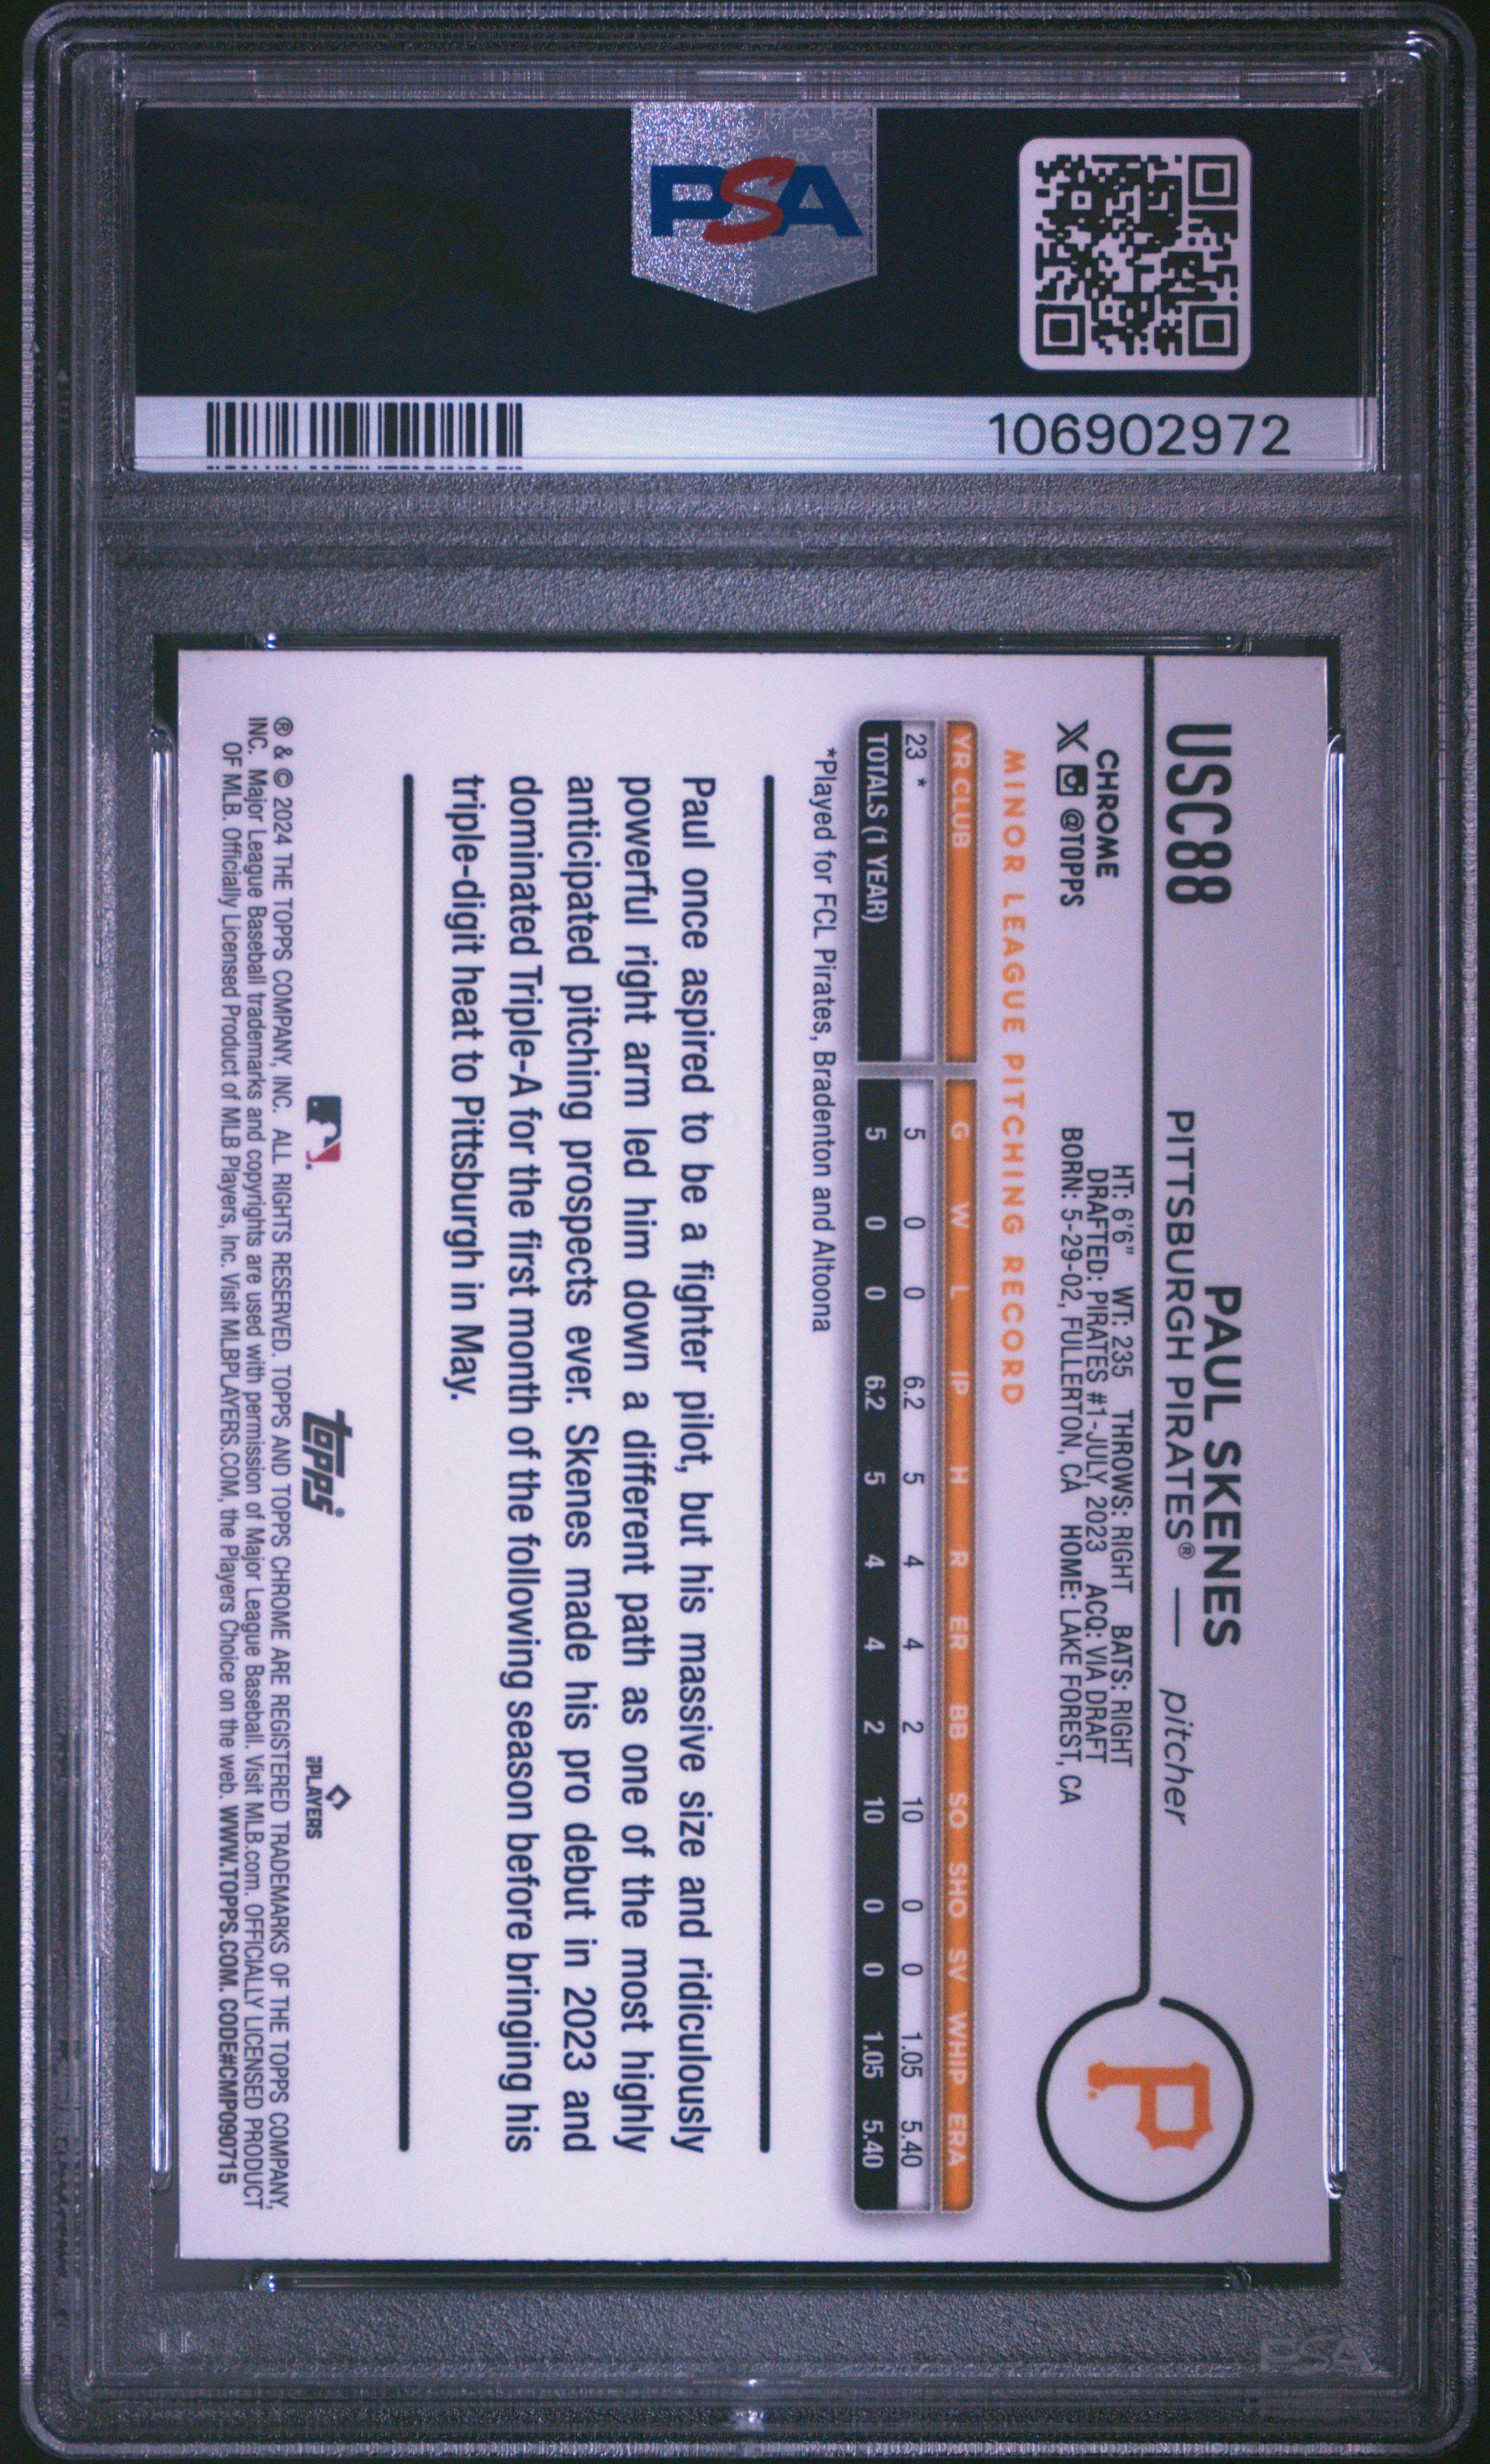 PSA
106902972
USC88
PAUL SKENES
PITTSBURGH PIRATES® — pitcher
CHROME
X @TOPPS
HT: 6'6" WT: 235 THROWS: RIGHT BATS: RIGHT
DRAFTED: PIRATES #1-JULY, 2023 ACQ: VIA DRAFT
BORN: 5-29-02, FULLERTON, CA HOME: LAKE FOREST, CA
P
MINOR LEAGUE PITCHING RECORD
YR CLUB G W L IP H R ER BB SO SHO SV WHIP ERA
23 * 5 0 0 6.2 5 4 4 2 10 0 0 1.05 5.40
TOTALS (1 YEAR) 5 0 0 6.2 5 4 4 2 10 0 0 1.05 5.40
*Played for FCL Pirates, Bradenton and Altoona
Paul once aspired to be a fighter pilot, but his massive size and ridiculously
powerful right arm led him down a different path as one of the most highly
anticipated pitching prospects ever. Skenes made his pro debut in 2023 and
dominated Triple-A for the first month of the following season before bringing his
triple-digit heat to Pittsburgh in May.
topps®
MLB PLAYERS
® & © 2024 THE TOPPS COMPANY, INC. ALL RIGHTS RESERVED. TOPPS AND TOPPS CHROME ARE REGISTERED TRADEMARKS OF THE TOPPS COMPANY,
INC. Major League Baseball trademarks and copyrights are used with permission of Major League Baseball. Visit MLB.com. OFFICIALLY LICENSED PRODUCT
OF MLB. Officially Licensed Product of MLB Players, Inc. Visit MLBPLAYERS.COM, the Players Choice on the web. WWW.TOPPS.COM. CODE#CMP090715
PSA